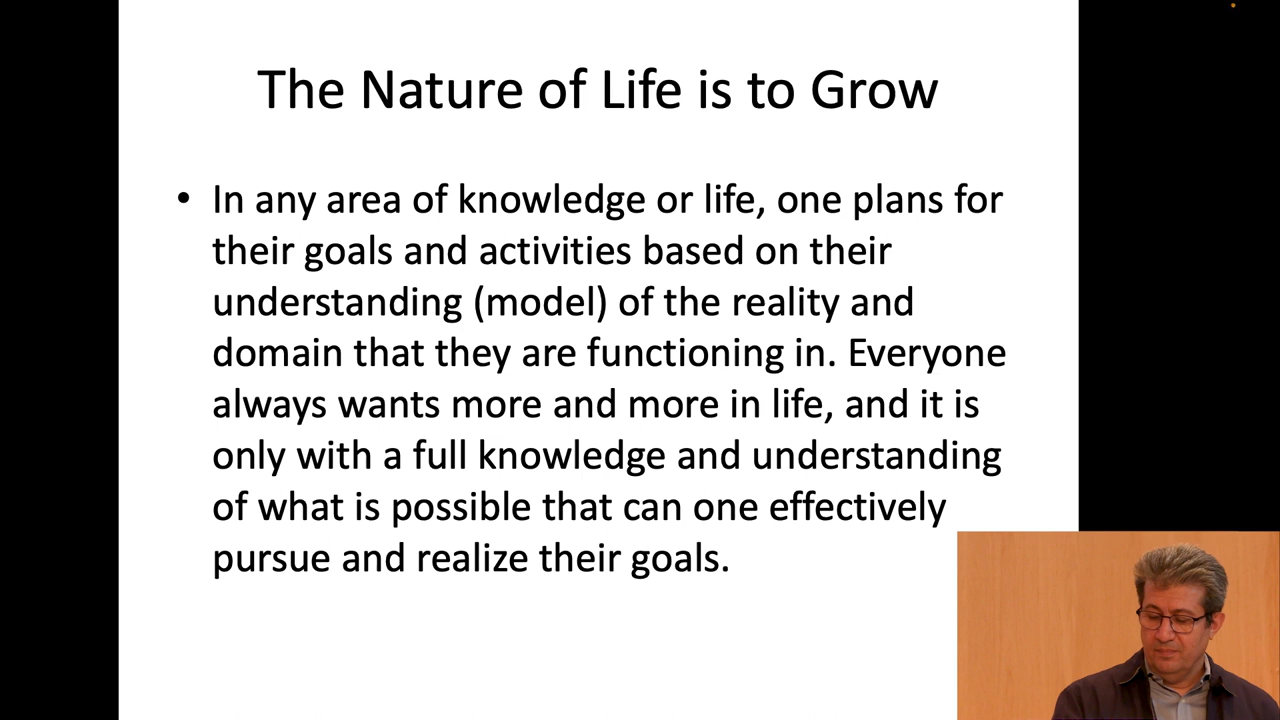 The Nature of Life is to Grow
• In any area of knowledge or life, one plans for
their goals and activities based on their
understanding (model) of the reality and
domain that they are functioning in. Everyone
always wants more and more in life, and it is
only with a full knowledge and understanding
of what is possible that can one effectively
pursue and realize their goals.